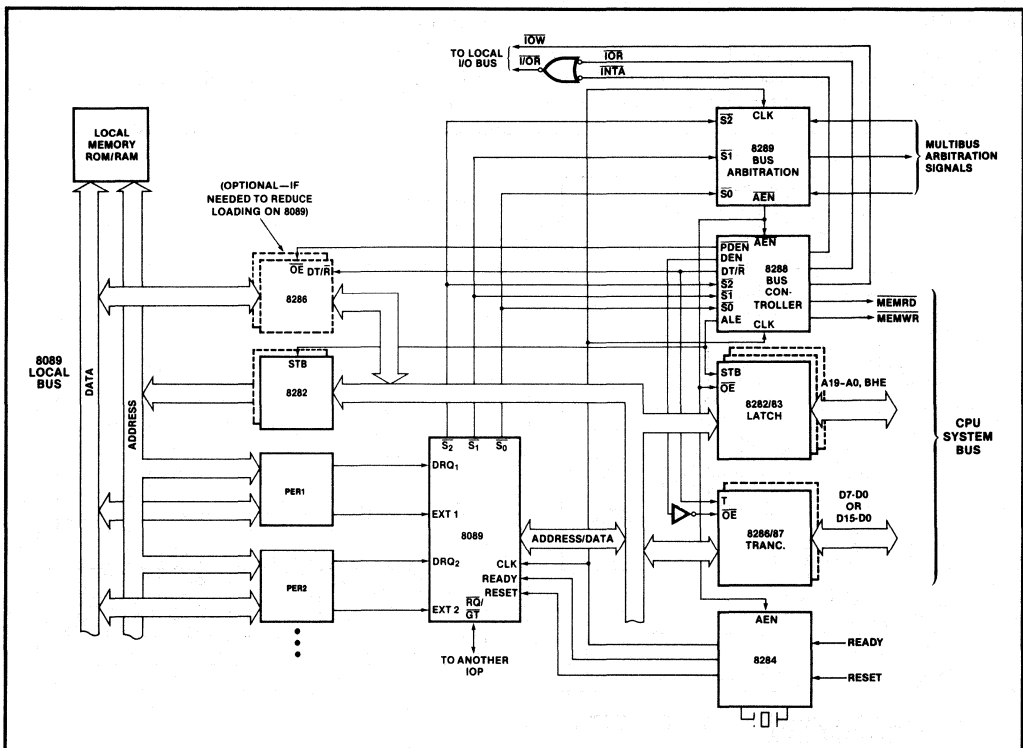 TO LOCAL
I/O BUS
IOW
I/OR
IOR
INTA
LOCAL
MEMORY
ROM/RAM
(OPTIONAL—IF
NEEDED TO REDUCE
LOADING ON 8089)
S2 CLK
S1 8289
BUS
ARBITRATION
S0
AEN
MULTIBUS
ARBITRATION
SIGNALS
OE DT/R
8286
PDEN AEN
DEN
DT/R 8288
S2 BUS
S1 CON-
S0 TROLLER
ALE
CLK
MEMRD
MEMWR
8089
LOCAL
BUS
DATA
ADDRESS
STB
8282
STB
OE
8282/83
LATCH
A19-A0, BHE
CPU
SYSTEM
BUS
PER1
S2 S1 S0
DRQ1
EXT 1
8089
DRQ2
EXT 2
CLK
READY
RESET
RQ/
GT
ADDRESS/DATA
T
OE
8286/87
TRANC.
D7-D0
OR
D15-D0
PER2
TO ANOTHER
IOP
AEN
8284
READY
RESET